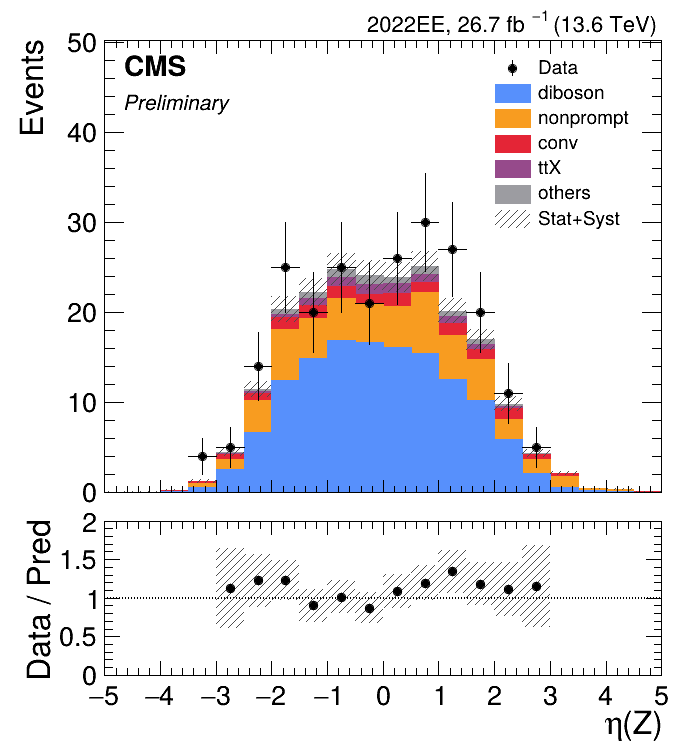 2022EE, 26.7 fb⁻¹ (13.6 TeV)
Events
50
40
30
20
10
0
CMS
Preliminary
Data
diboson
nonprompt
conv
ttX
others
Stat+Syst
Data / Pred
2
1.5
1
0.5
0
−5 −4 −3 −2 −1 0 1 2 3 4 5
η(Z)